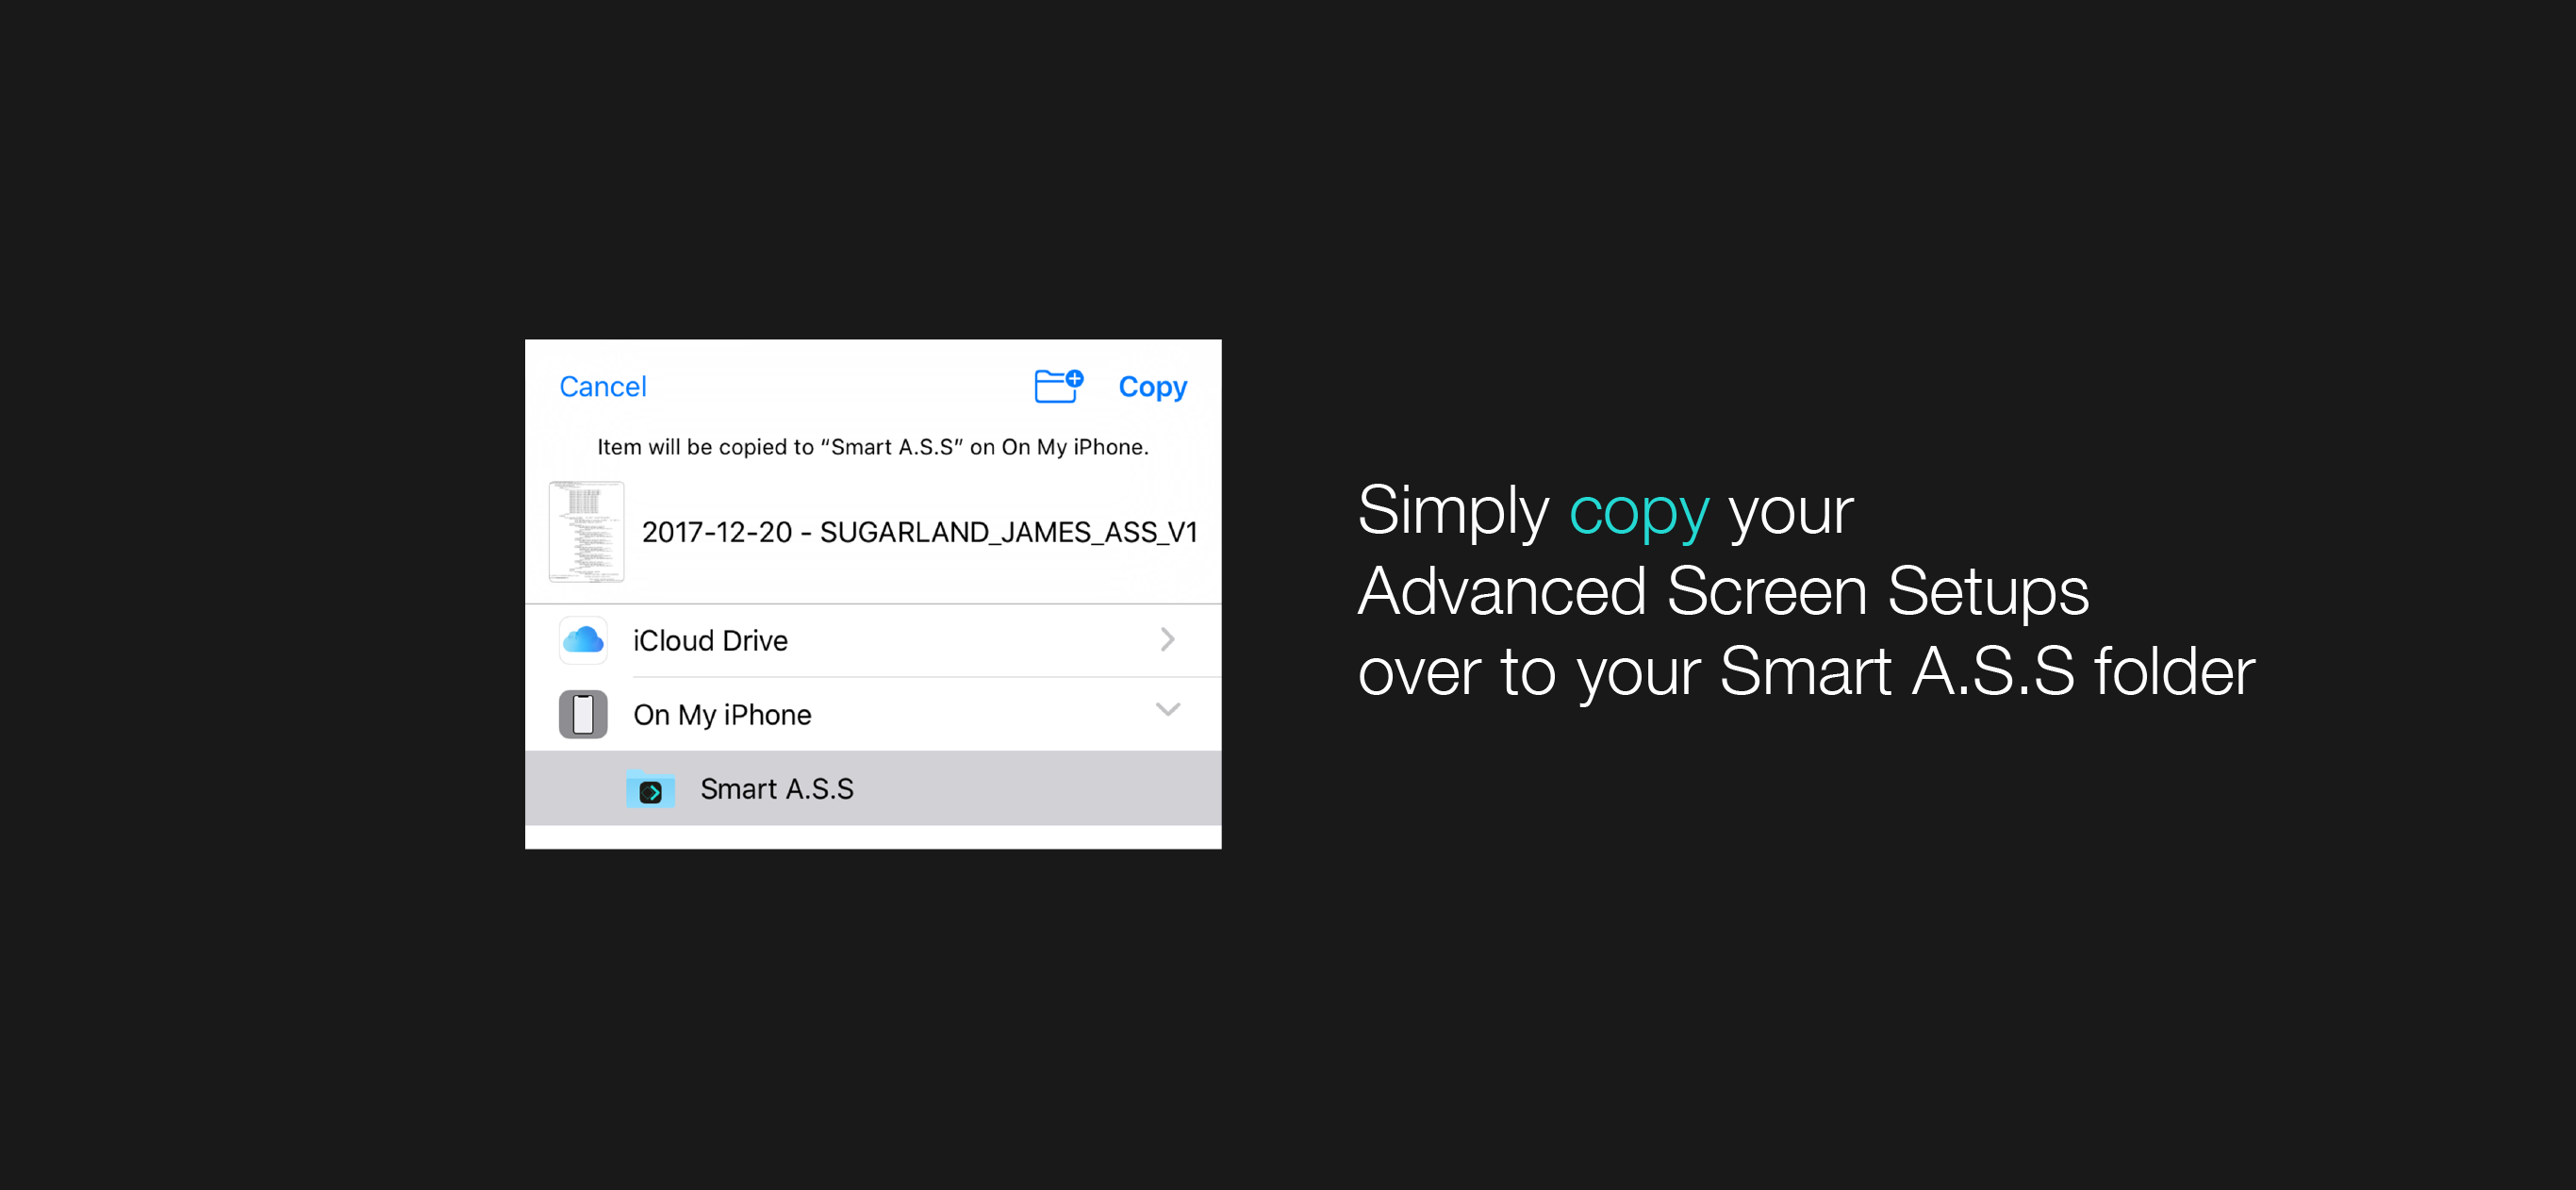 Cancel
Copy
Item will be copied to “Smart A.S.S” on On My iPhone.
2017-12-20 - SUGARLAND_JAMES_ASS_V1
iCloud Drive
On My iPhone
Smart A.S.S
Simply copy your
Advanced Screen Setups
over to your Smart A.S.S folder